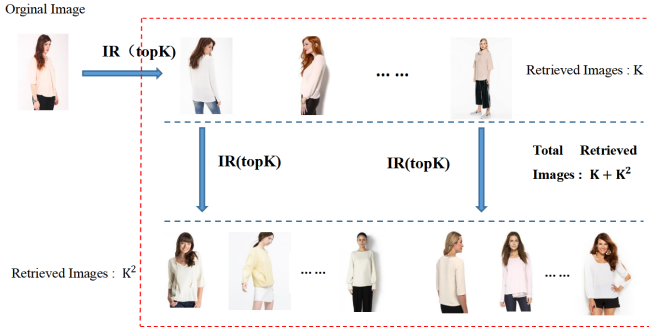 Orginal Image
IR（topK)
... ...
Retrieved Images : K
IR(topK)
IR(topK)
Total Retrieved
Images : K + K²
Retrieved Images : K²
... ...
... ...